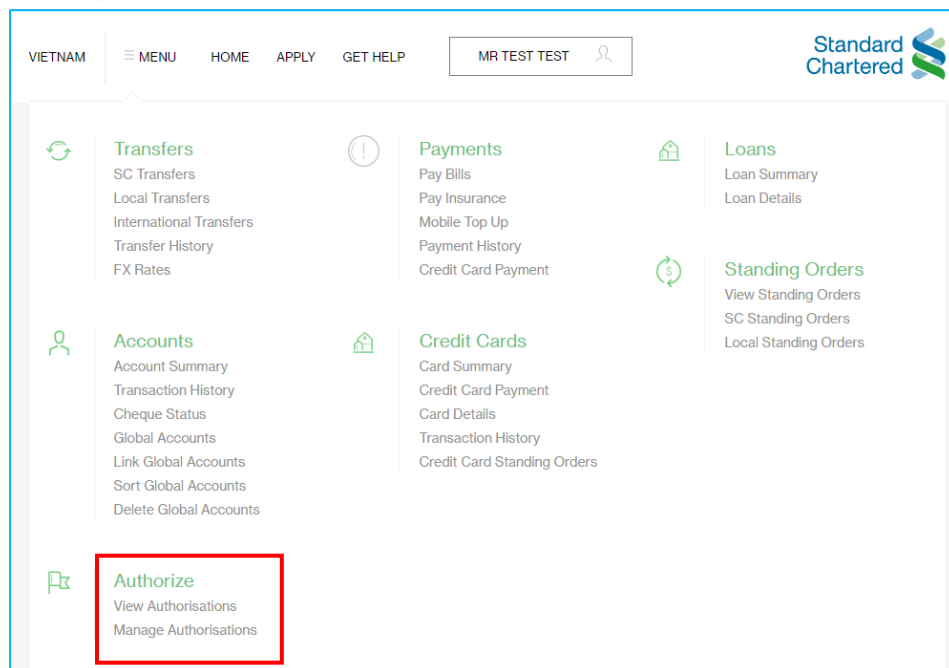 VIETNAM
MENU
HOME
APPLY
GET HELP
MR TEST TEST
Standard
Chartered
Transfers
SC Transfers
Local Transfers
International Transfers
Transfer History
FX Rates
Payments
Pay Bills
Pay Insurance
Mobile Top Up
Payment History
Credit Card Payment
Loans
Loan Summary
Loan Details
Standing Orders
View Standing Orders
SC Standing Orders
Local Standing Orders
Accounts
Account Summary
Transaction History
Cheque Status
Global Accounts
Link Global Accounts
Sort Global Accounts
Delete Global Accounts
Credit Cards
Card Summary
Credit Card Payment
Card Details
Transaction History
Credit Card Standing Orders
Authorize
View Authorisations
Manage Authorisations